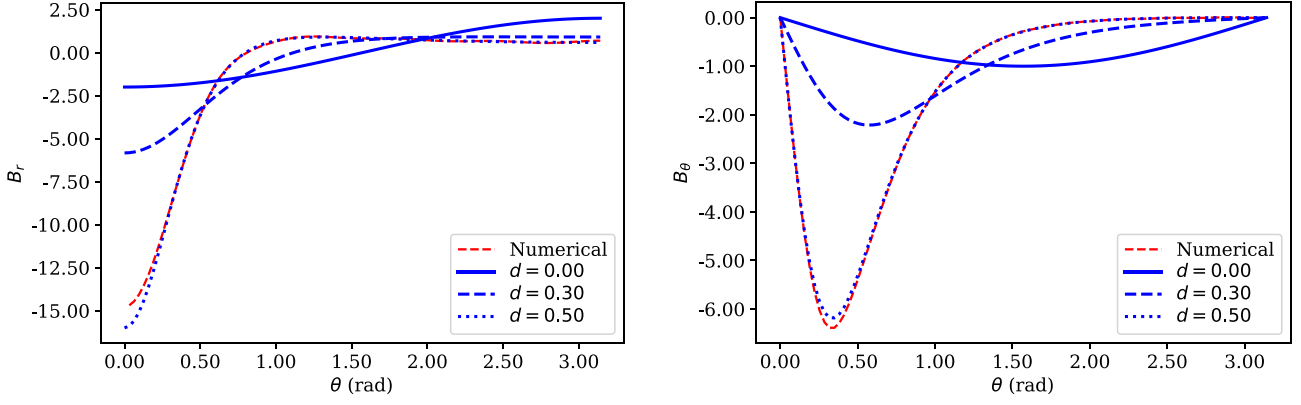 2.50
0.00
-2.50
-5.00
-7.50
-10.00
-12.50
-15.00
B_r
0.00 0.50 1.00 1.50 2.00 2.50 3.00
θ (rad)
Numerical
d = 0.00
d = 0.30
d = 0.50
0.00
-1.00
-2.00
-3.00
-4.00
-5.00
-6.00
B_θ
0.00 0.50 1.00 1.50 2.00 2.50 3.00
θ (rad)
Numerical
d = 0.00
d = 0.30
d = 0.50